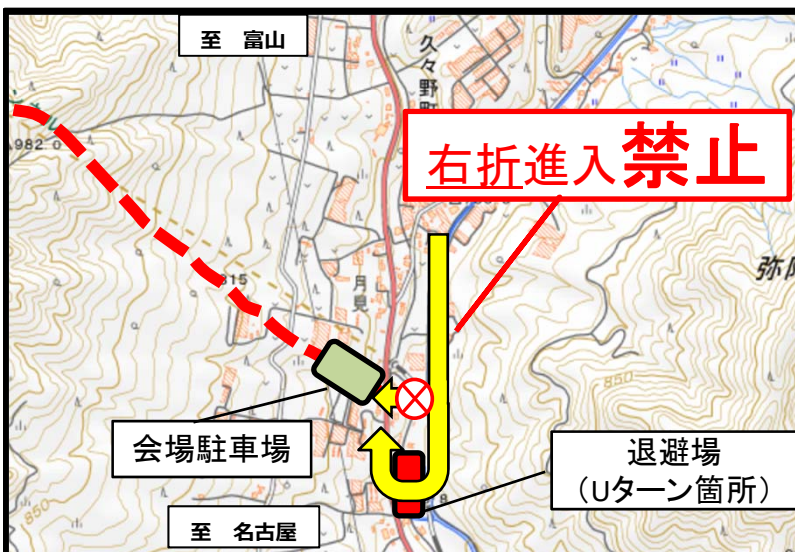 至 富山
久々野町
982.0
右折進入禁止
815
月見
弥
850
会場駐車場
退避場
(Uターン箇所)
8
850
至 名古屋